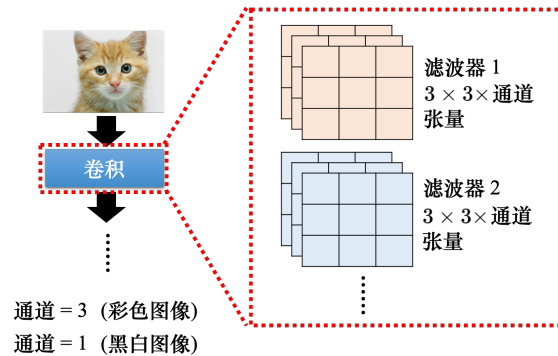 卷积
滤波器 1
3 × 3×通道
张量
滤波器 2
3 × 3×通道
张量
通道 = 3 (彩色图像)
通道 = 1 (黑白图像)